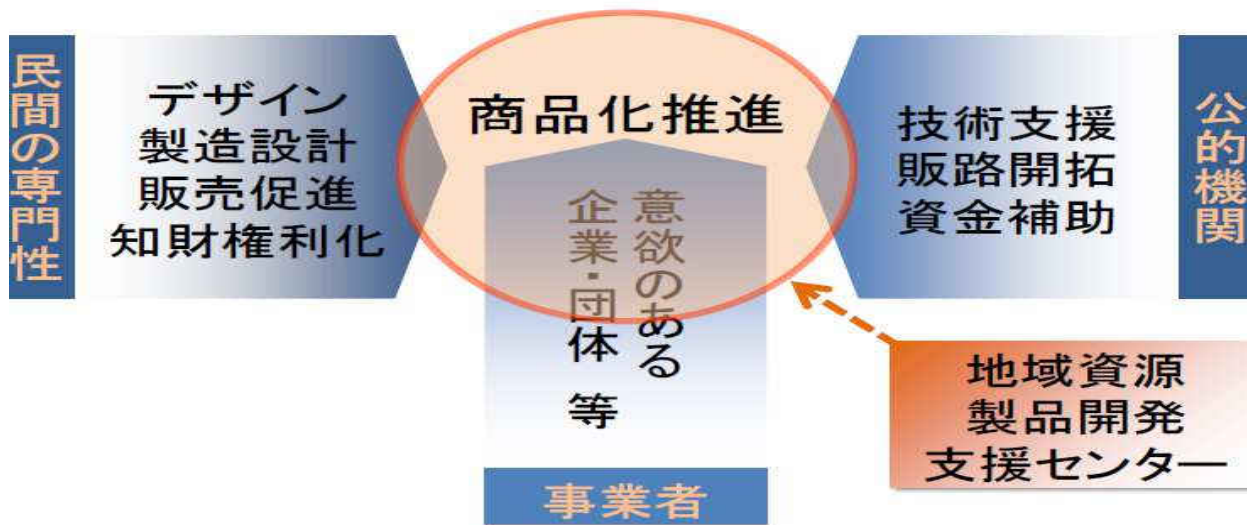 民間の専門性
デザイン
製造設計
販売促進
知財権利化
商品化推進
意欲のある
企業・団体 等
事業者
技術支援
販路開拓
資金補助
公的機関
地域資源
製品開発
支援センター